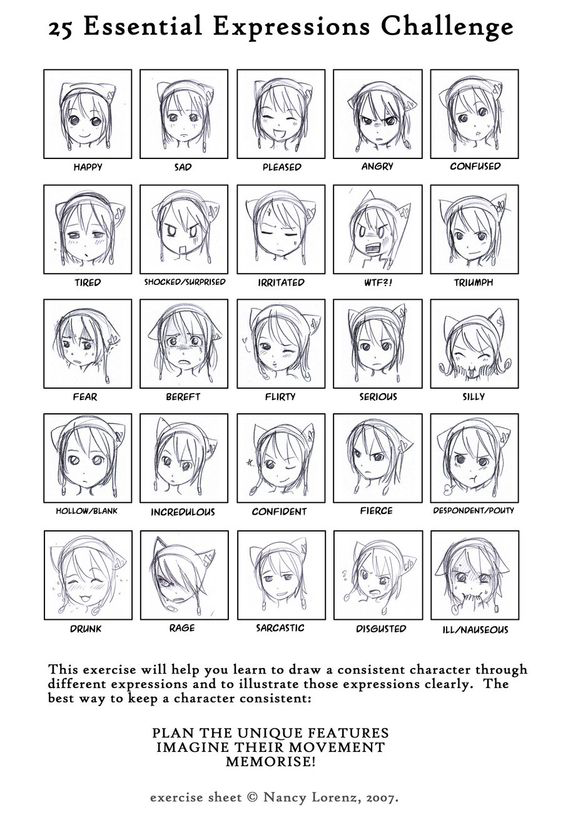 25 Essential Expressions Challenge
HAPPY SAD PLEASED ANGRY CONFUSED
TIRED SHOCKED/SURPRISED IRRITATED WTF?! TRIUMPH
FEAR BEREFT FLIRTY SERIOUS SILLY
HOLLOW/BLANK INCREDULOUS CONFIDENT FIERCE DESPONDENT/POUTY
DRUNK RAGE SARCASTIC DISGUSTED ILL/NAUSEOUS
This exercise will help you learn to draw a consistent character through
different expressions and to illustrate those expressions clearly. The
best way to keep a character consistent:
PLAN THE UNIQUE FEATURES
IMAGINE THEIR MOVEMENT
MEMORISE!
exercise sheet © Nancy Lorenz, 2007.